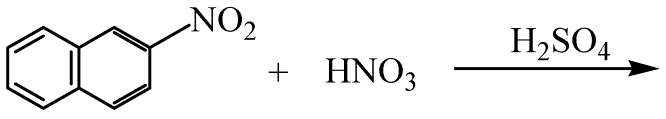 NO₂
+ HNO₃
H₂SO₄